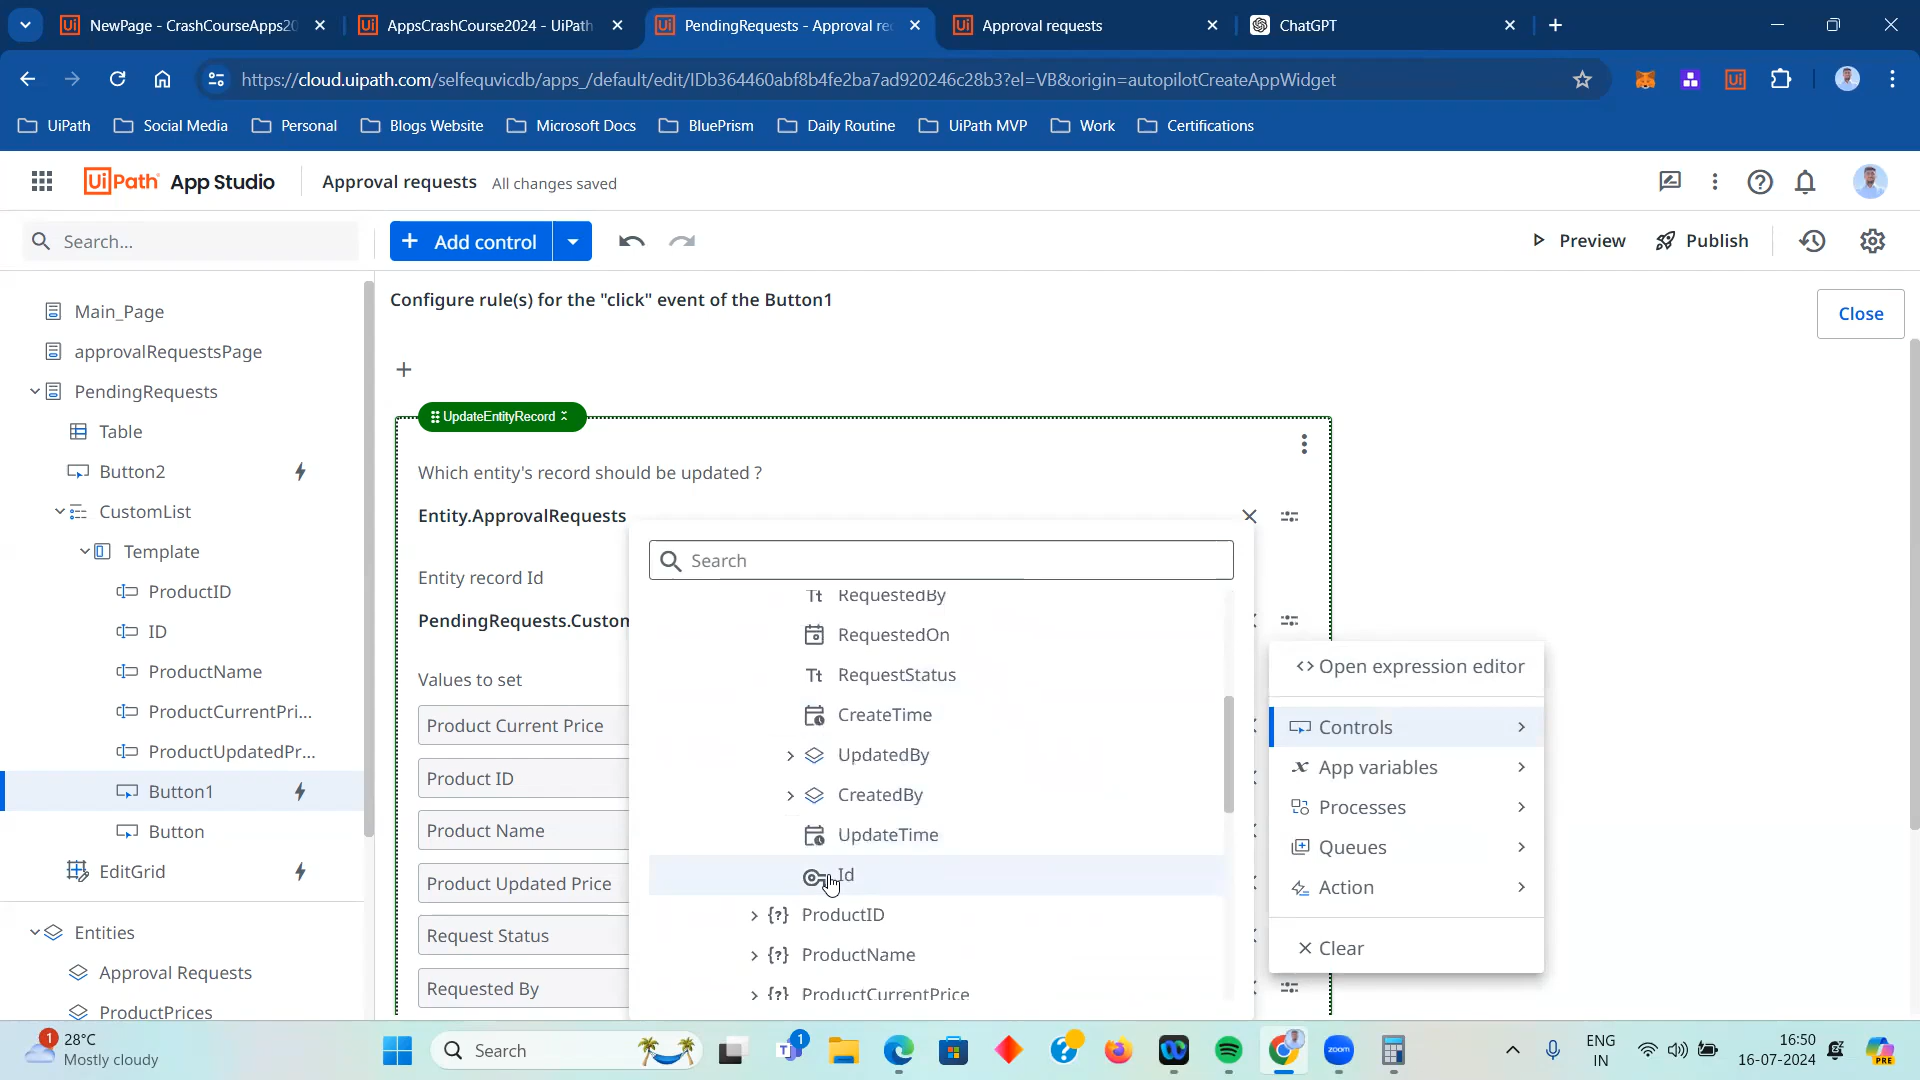 NewPage - CrashCourseApps20
AppsCrashCourse2024 - UiPath
PendingRequests - Approval re
Approval requests
ChatGPT
https://cloud.uipath.com/selfequvicdb/apps_/default/edit/IDb364460abf8b4fe2ba7ad920246c28b3?el=VB&origin=autopilotCreateAppWidget
UiPath
Social Media
Personal
Blogs Website
Microsoft Docs
BluePrism
Daily Routine
UiPath MVP
Work
Certifications
UiPath App Studio
Approval requests
All changes saved
Search...
Add control
Preview
Publish
Main_Page
approvalRequestsPage
PendingRequests
Table
Button2
CustomList
Template
ProductID
ID
ProductName
ProductCurrentPri...
ProductUpdatedPr...
Button1
Button
EditGrid
Entities
Approval Requests
ProductPrices
Configure rule(s) for the "click" event of the Button1
Close
UpdateEntityRecord
Which entity's record should be updated ?
Entity.ApprovalRequests
Entity record Id
PendingRequests.Custom
Values to set
Product Current Price
Product ID
Product Name
Product Updated Price
Request Status
Requested By
Search
RequestedBy
RequestedOn
RequestStatus
CreateTime
UpdatedBy
CreatedBy
UpdateTime
Id
ProductID
ProductName
ProductCurrentPrice
Open expression editor
Controls
App variables
Processes
Queues
Action
Clear
1
28°C
Mostly cloudy
Search
1
zoom
ENG
IN
16:50
16-07-2024
PRE